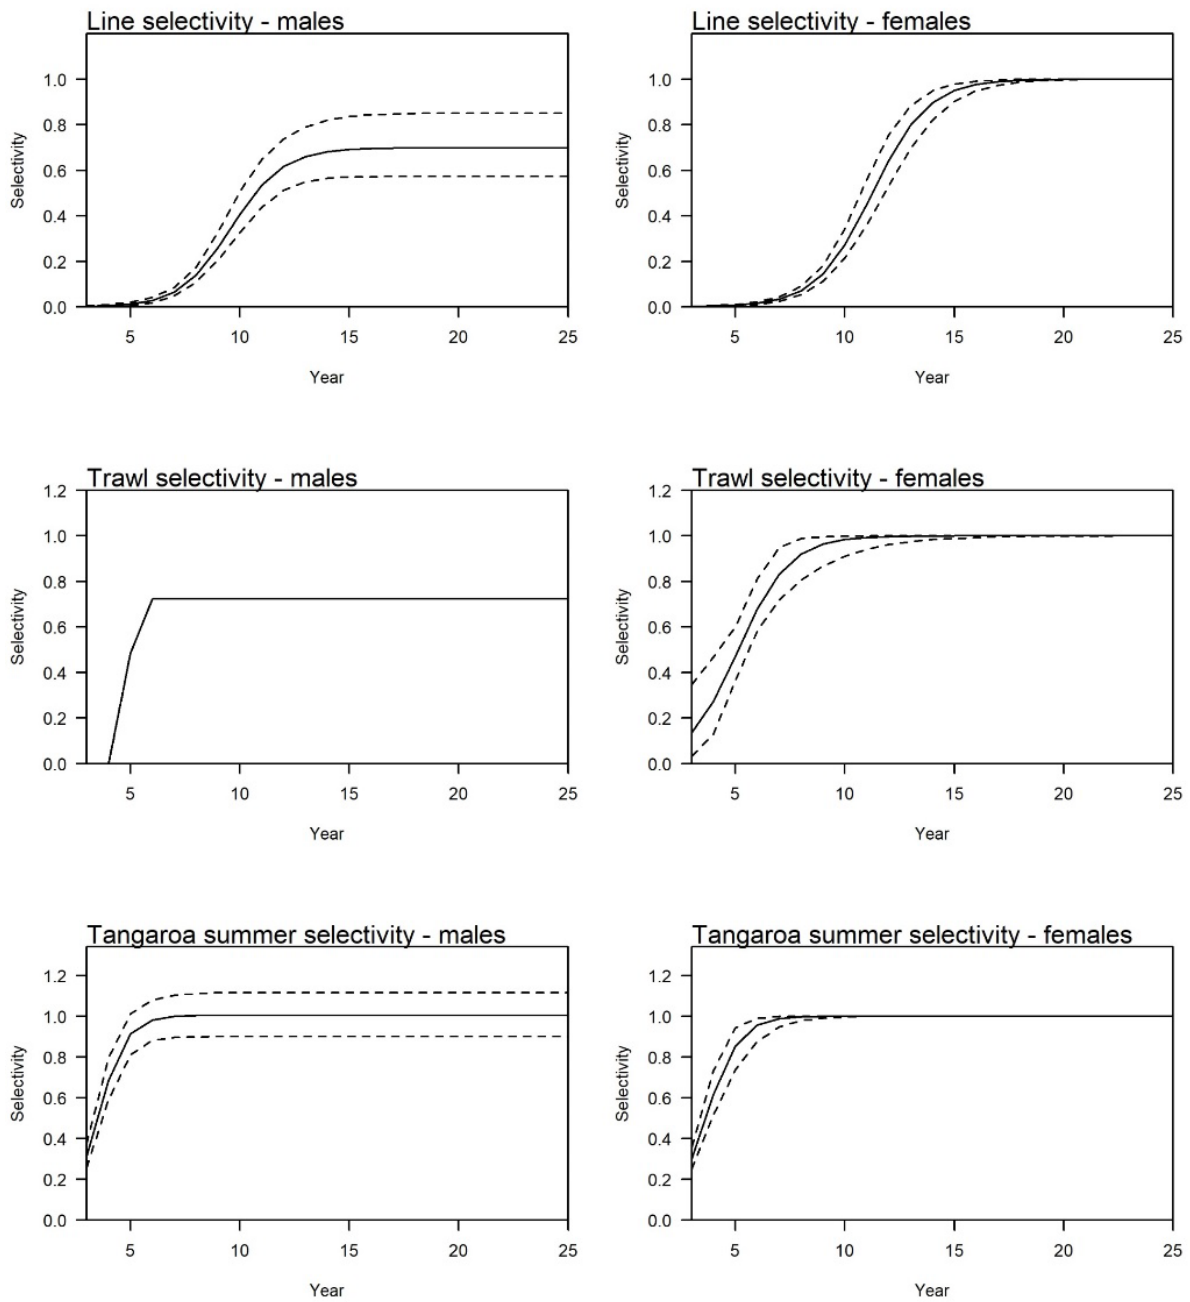 Line selectivity - males
1.0
0.8
0.6
0.4
0.2
0.0
Selectivity
5 10 15 20 25
Year
Line selectivity - females
1.0
0.8
0.6
0.4
0.2
0.0
Selectivity
5 10 15 20 25
Year
Trawl selectivity - males
1.2
1.0
0.8
0.6
0.4
0.2
0.0
Selectivity
5 10 15 20 25
Year
Trawl selectivity - females
1.2
1.0
0.8
0.6
0.4
0.2
0.0
Selectivity
5 10 15 20 25
Year
Tangaroa summer selectivity - males
1.2
1.0
0.8
0.6
0.4
0.2
0.0
Selectivity
5 10 15 20 25
Year
Tangaroa summer selectivity - females
1.2
1.0
0.8
0.6
0.4
0.2
0.0
Selectivity
5 10 15 20 25
Year